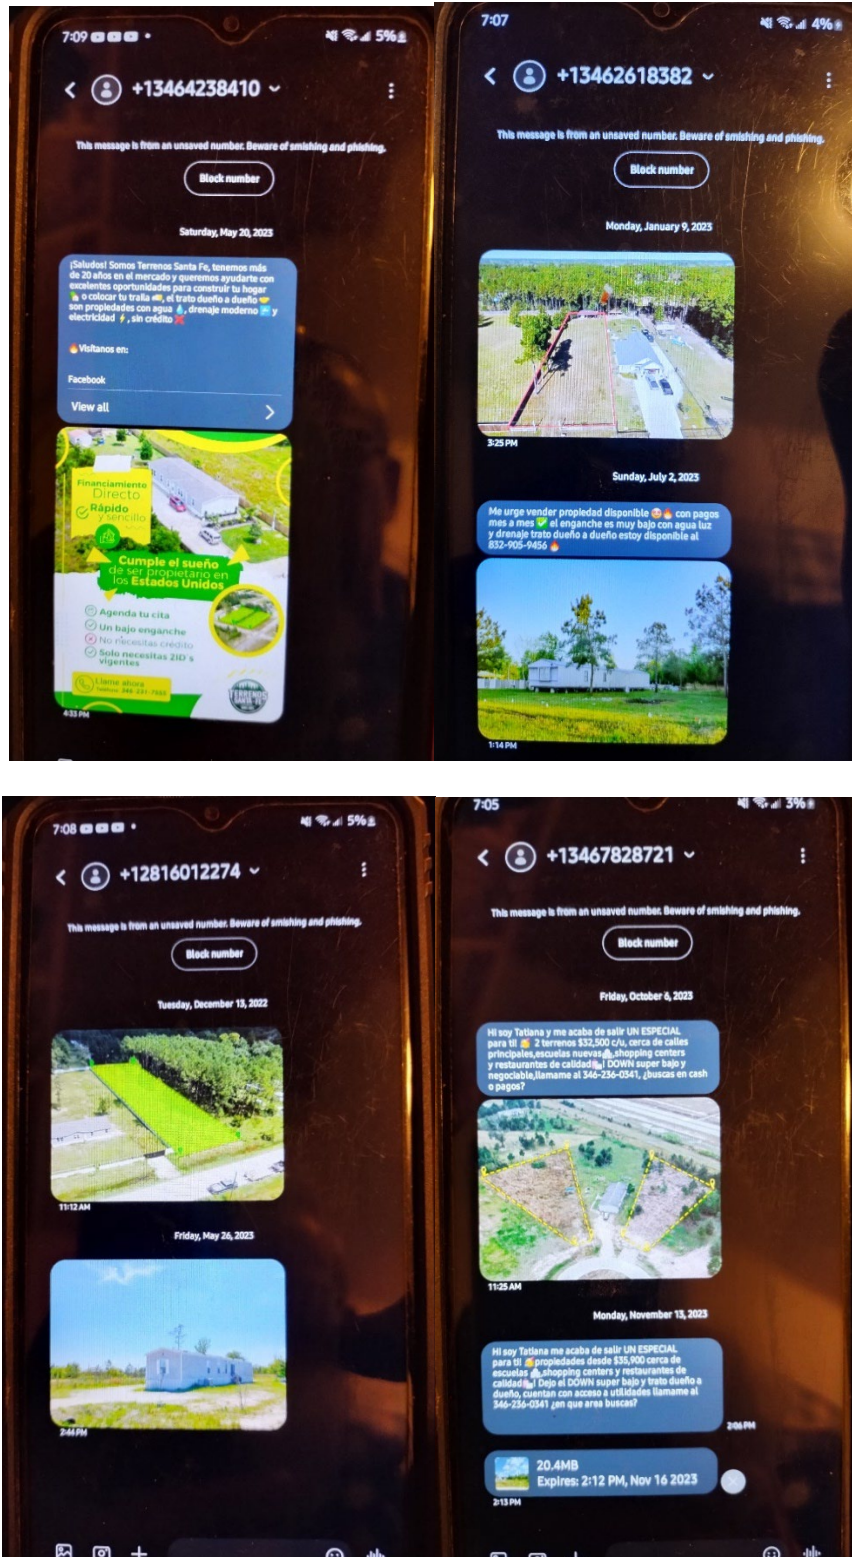 7:09
5%
+13464238410
This message is from an unsaved number. Beware of smishing and phishing.
Block number
Saturday, May 20, 2023
¡Saludos! Somos Terrenos Santa Fe, tenemos más
de 20 años en el mercado y queremos ayudarte con
excelentes oportunidades para construir tu hogar
🏡 o colocar tu traila 🚐, el trato dueño a dueño 🤝
son propiedades con agua 💧, drenaje moderno 🚰 y
electricidad ⚡, sin crédito ❌
🔥Visítanos en:
Facebook
View all
Financiamiento
Directo
Rápido
y sencillo
Cumple el sueño
de ser propietario en
los Estados Unidos
Agenda tu cita
Un bajo enganche
No necesitas crédito
Solo necesitas 2ID's
vigentes
Llame ahora
TERRENOS
SANTA FE
4:33 PM
7:07
4%
+13462618382
This message is from an unsaved number. Beware of smishing and phishing.
Block number
Monday, January 9, 2023
3:25 PM
Sunday, July 2, 2023
Me urge vender propiedad disponible 🤩🔥 con pagos
mes a mes ✅ el enganche es muy bajo con agua luz
y drenaje trato dueño a dueño estoy disponible al
832-905-9456 🔥
1:14 PM
7:08
5%
+12816012274
This message is from an unsaved number. Beware of smishing and phishing.
Block number
Tuesday, December 13, 2022
11:12 AM
Friday, May 26, 2023
2:44 PM
7:05
3%
+13467828721
This message is from an unsaved number. Beware of smishing and phishing.
Block number
Friday, October 6, 2023
Hi soy Tatiana y me acaba de salir UN ESPECIAL
para ti! 🥳 2 terrenos $32,500 c/u, cerca de calles
principales,escuelas nuevas🏫,shopping centers
y restaurantes de calidad🛍! DOWN super bajo y
negociable,llamame al 346-236-0341, ¿buscas en cash
o pagos?
11:25 AM
Monday, November 13, 2023
Hi soy Tatiana me acaba de salir UN ESPECIAL
para ti! 🥳propiedades desde $35,900 cerca de
escuelas 🏫,shopping centers y restaurantes de
calidad🛍! Dejo el DOWN super bajo y trato dueño a
dueño, cuentan con acceso a utilidades llamame al
346-236-0341 ¿en que area buscas?
2:06 PM
20.4MB
Expires: 2:12 PM, Nov 16 2023
2:13 PM